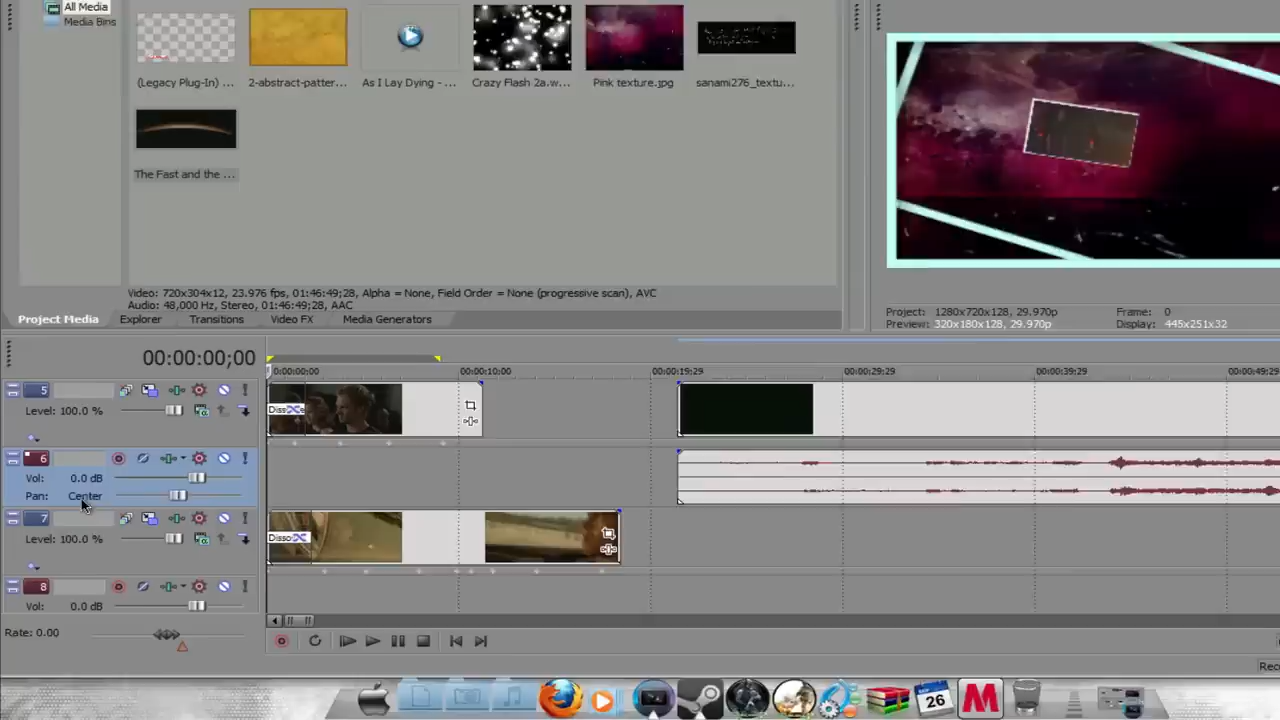 All Media
Media Bins
(Legacy Plug-In) ...
2-abstract-patter...
As I Lay Dying - ...
Crazy Flash 2a.w...
Pink texture.jpg
sanami276_textu...
The Fast and the ...
Video: 720x304x12, 23.976 fps, 01:46:49;28, Alpha = None, Field Order = None (progressive scan), AVC
Audio: 48,000 Hz, Stereo, 01:46:49;28, AAC
Project Media
Explorer
Transitions
Video FX
Media Generators
Project: 1280x720x128, 29.970p
Frame: 0
Preview: 320x180x128, 29.970p
Display: 445x251x32
00:00:00;00
0:00:00;00
00:00:10;00
00:00:19;29
00:00:29;29
00:00:39;29
00:00:49;29
5
Level: 100.0 %
6
Vol: 0.0 dB
Pan: Center
7
Level: 100.0 %
8
Vol: 0.0 dB
Rate: 0.00
26
M